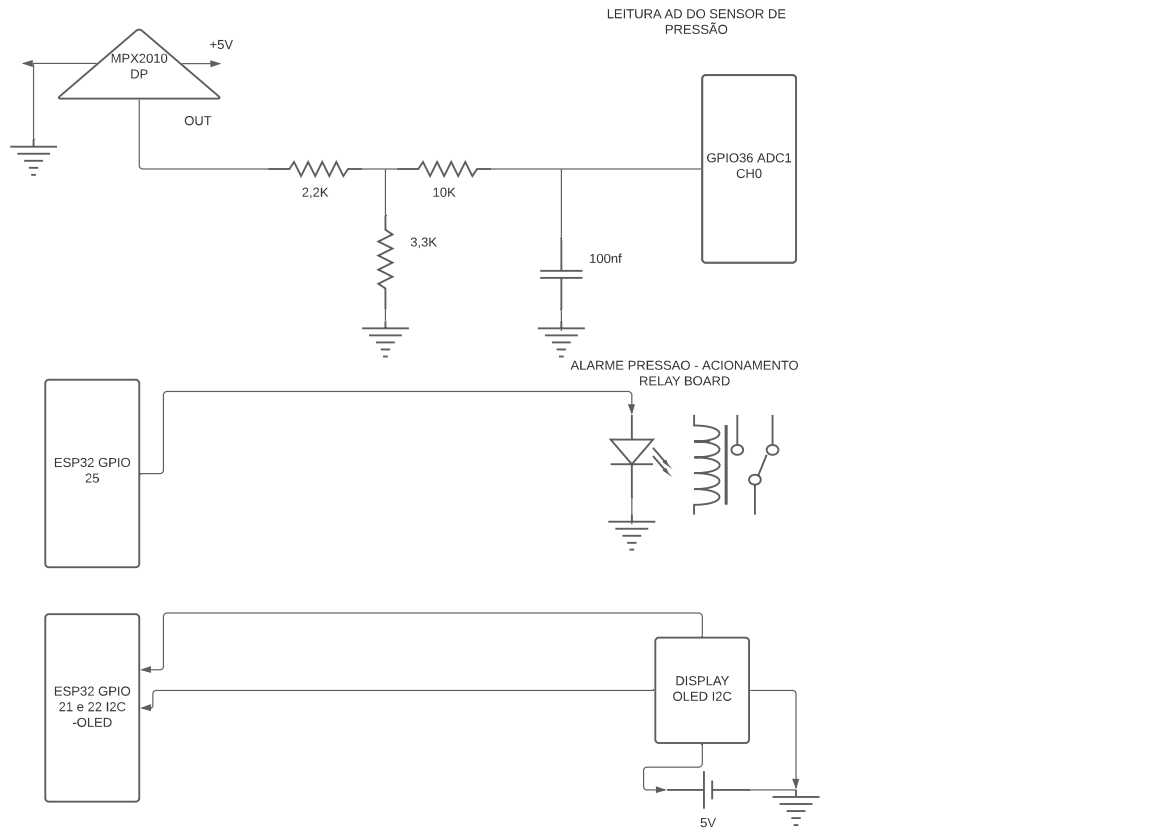 LEITURA AD DO SENSOR DE
PRESSÃO
+5V
MPX2010
DP
OUT
GPIO36 ADC1
CH0
2,2K
10K
3,3K
100nf
ALARME PRESSAO - ACIONAMENTO
RELAY BOARD
ESP32 GPIO
25
ESP32 GPIO
21 e 22 I2C
-OLED
DISPLAY
OLED I2C
5V